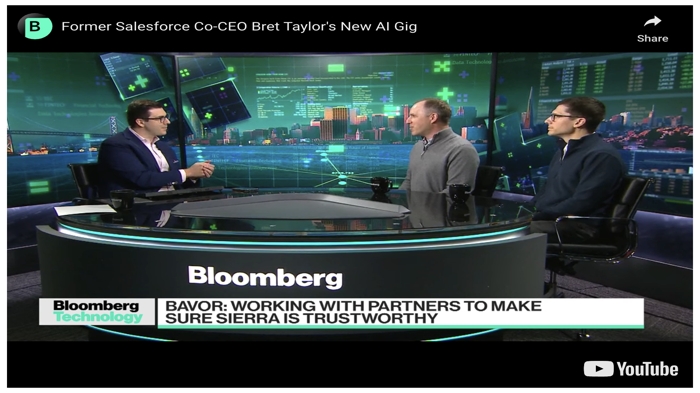 B
Former Salesforce Co-CEO Bret Taylor's New AI Gig
Share
Bloomberg
Bloomberg
Technology
BAVOR: WORKING WITH PARTNERS TO MAKE
SURE SIERRA IS TRUSTWORTHY
YouTube